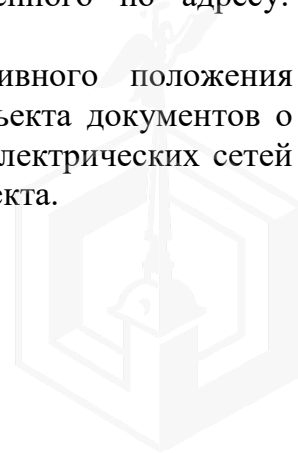 енного по адресу:
ивного положения
ъекта документов о
лектрических сетей
екта.